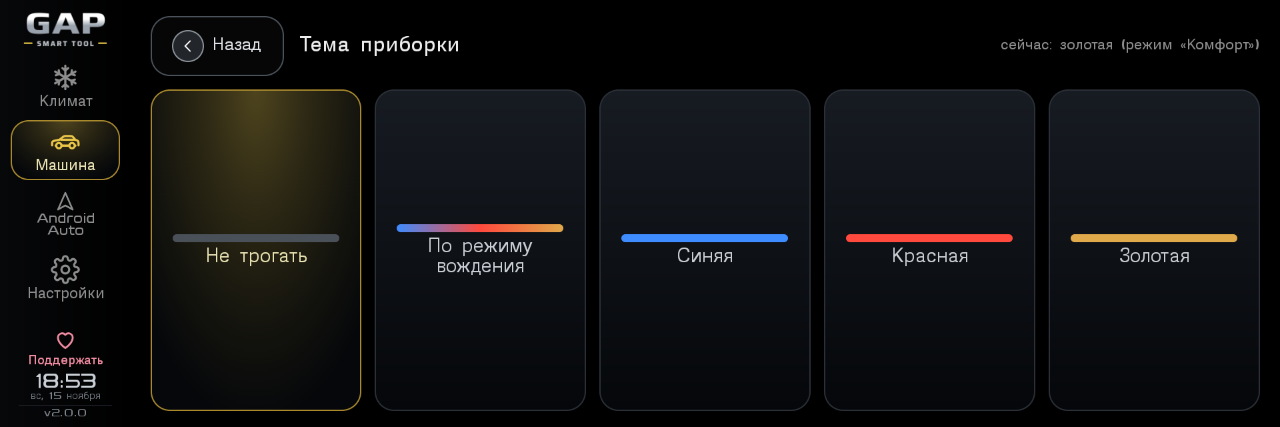 GAP
SMART TOOL
Климат
Машина
Android
Auto
Настройки
Поддержать
18:53
вс, 15 ноября
v2.0.0
Назад
Тема приборки
сейчас: золотая (режим «Комфорт»)
Не трогать
По режиму
вождения
Синяя
Красная
Золотая